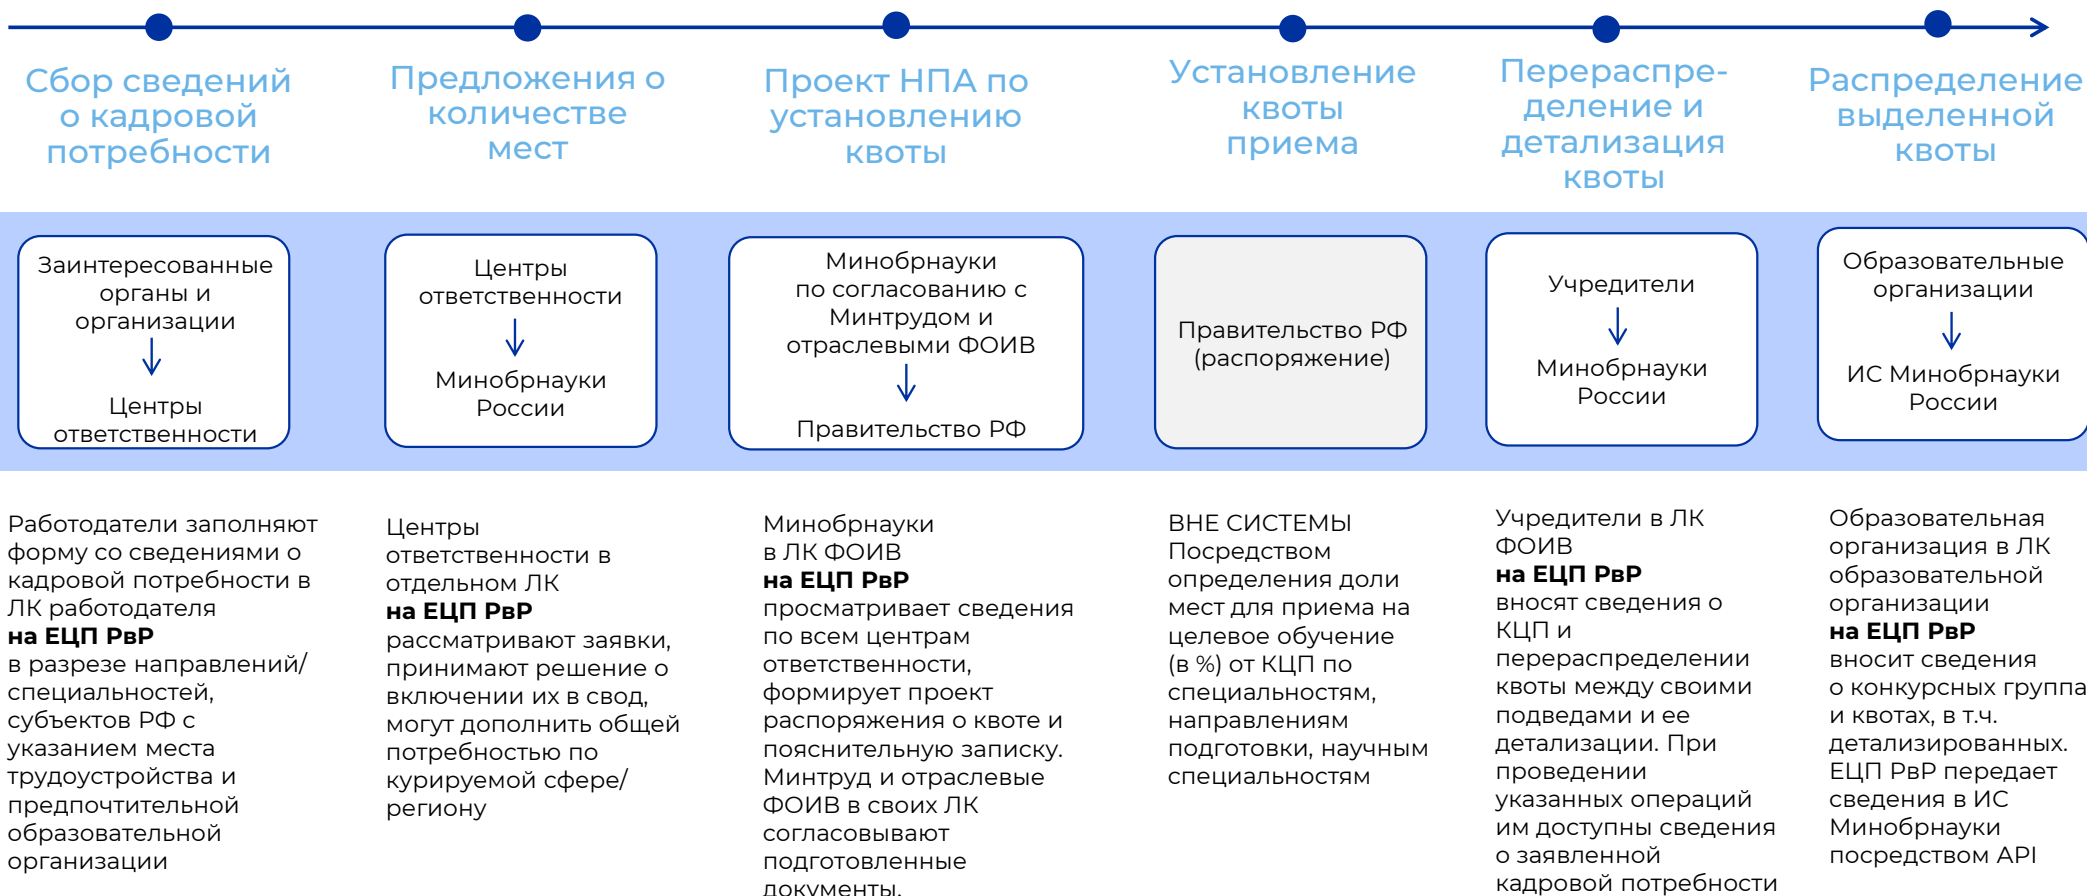 Сбор сведений
о кадровой
потребности
Предложения о
количестве
мест
Проект НПА по
установлению
квоты
Установление
квоты
приема
Перераспре-
деление и
детализация
квоты
Распределение
выделенной
квоты
Заинтересованные
органы и
организации
Центры
ответственности
Центры
ответственности
Минобрнауки
России
Минобрнауки
по согласованию с
Минтрудом и
отраслевыми ФОИВ
Правительство РФ
Правительство РФ
(распоряжение)
Учредители
Минобрнауки
России
Образовательные
организации
ИС Минобрнауки
России
Работодатели заполняют
форму со сведениями о
кадровой потребности в
ЛК работодателя
на ЕЦП РвР
в разрезе направлений/
специальностей,
субъектов РФ с
указанием места
трудоустройства и
предпочтительной
образовательной
организации
Центры
ответственности в
отдельном ЛК
на ЕЦП РвР
рассматривают заявки,
принимают решение о
включении их в свод,
могут дополнить общей
потребностью по
курируемой сфере/
региону
Минобрнауки
в ЛК ФОИВ
на ЕЦП РвР
просматривает сведения
по всем центрам
ответственности,
формирует проект
распоряжения о квоте и
пояснительную записку.
Минтруд и отраслевые
ФОИВ в своих ЛК
согласовывают
подготовленные
документы.
ВНЕ СИСТЕМЫ
Посредством
определения доли
мест для приема на
целевое обучение
(в %) от КЦП по
специальностям,
направлениям
подготовки, научным
специальностям
Учредители в ЛК
ФОИВ
на ЕЦП РвР
вносят сведения о
КЦП и
перераспределении
квоты между своими
подведами и ее
детализации. При
проведении
указанных операций
им доступны сведения
о заявленной
кадровой потребности
Образовательная
организация в ЛК
образовательной
организации
на ЕЦП РвР
вносит сведения
о конкурсных группа
и квотах, в т.ч.
детализированных.
ЕЦП РвР передает
сведения в ИС
Минобрнауки
посредством API